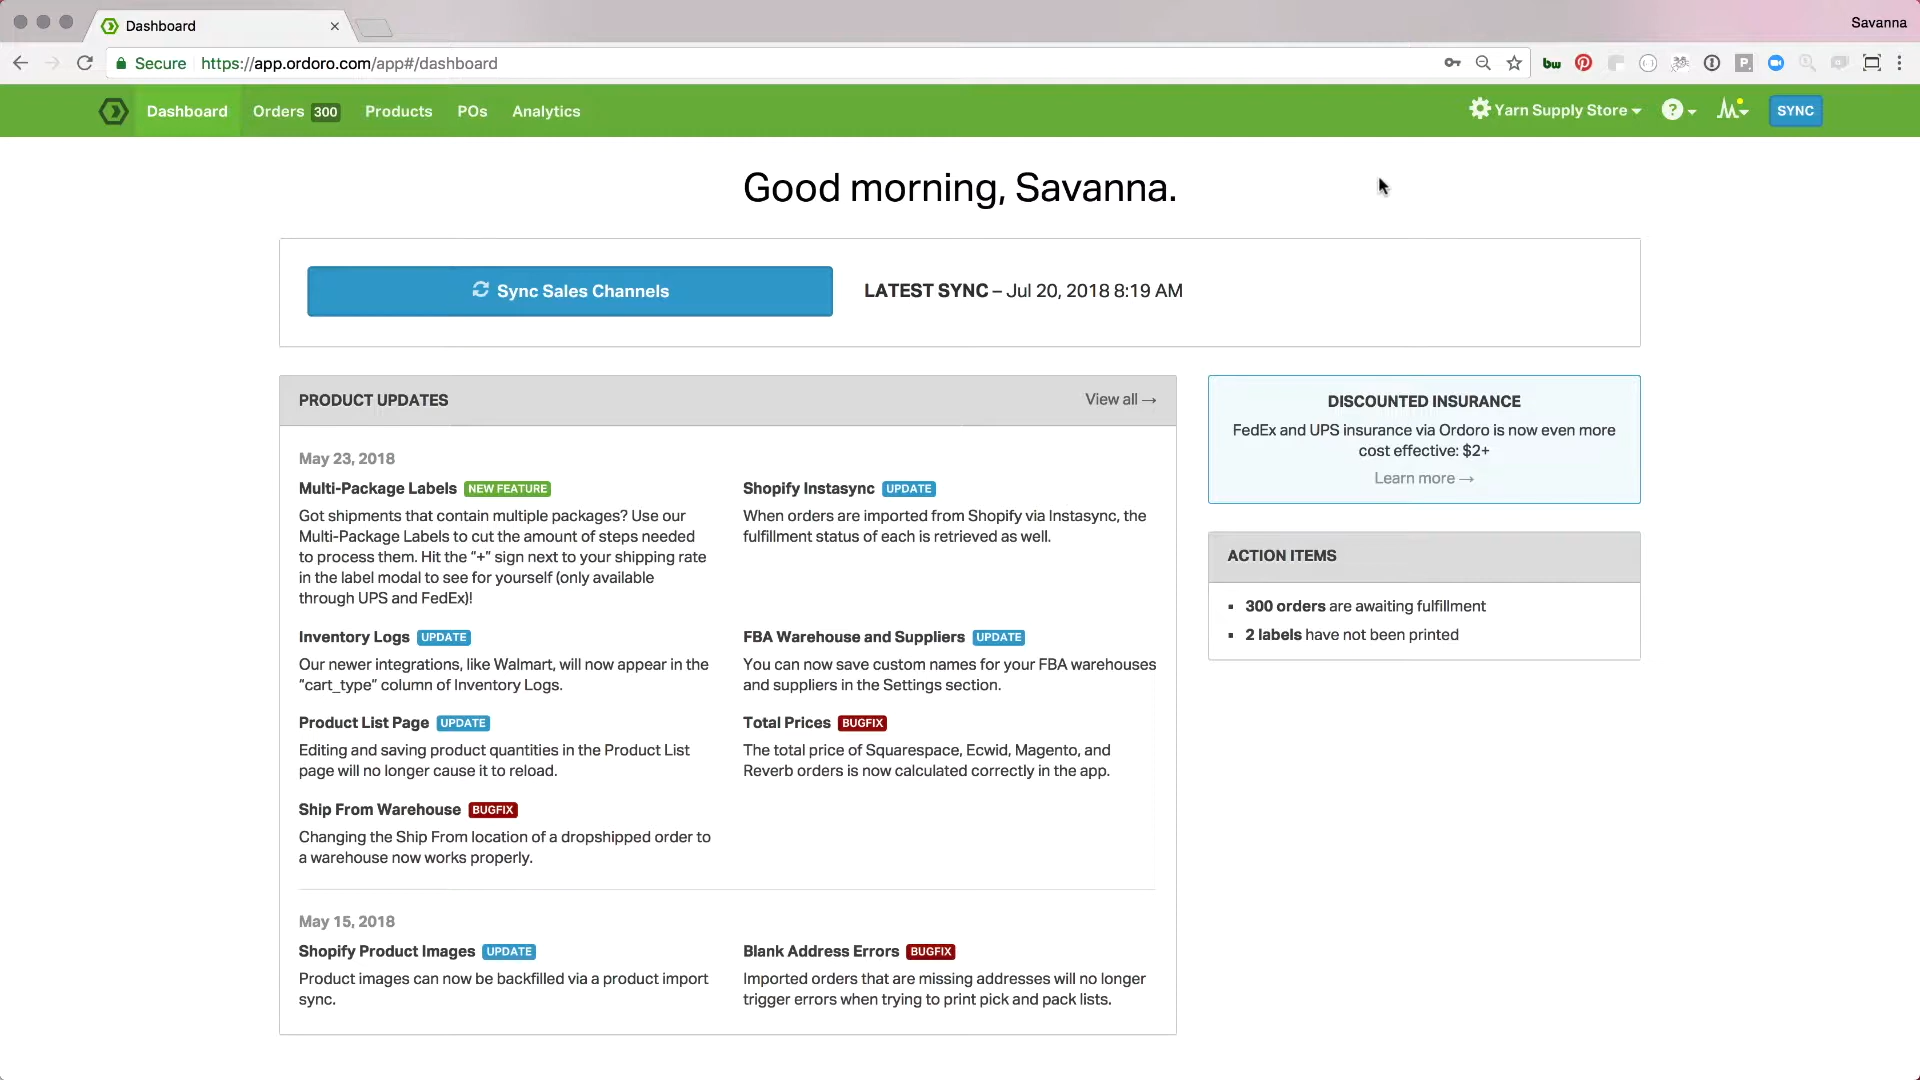 Dashboard
Savanna
Secure https://app.ordoro.com/app#/dashboard
bw
Dashboard Orders 300 Products POs Analytics
Yarn Supply Store
?
SYNC
Good morning, Savanna.
Sync Sales Channels
LATEST SYNC – Jul 20, 2018 8:19 AM
PRODUCT UPDATES
View all →
May 23, 2018
Multi-Package Labels NEW FEATURE
Got shipments that contain multiple packages? Use our
Multi-Package Labels to cut the amount of steps needed
to process them. Hit the “+” sign next to your shipping rate
in the label modal to see for yourself (only available
through UPS and FedEx)!
Shopify Instasync UPDATE
When orders are imported from Shopify via Instasync, the
fulfillment status of each is retrieved as well.
Inventory Logs UPDATE
Our newer integrations, like Walmart, will now appear in the
“cart_type” column of Inventory Logs.
FBA Warehouse and Suppliers UPDATE
You can now save custom names for your FBA warehouses
and suppliers in the Settings section.
Product List Page UPDATE
Editing and saving product quantities in the Product List
page will no longer cause it to reload.
Total Prices BUGFIX
The total price of Squarespace, Ecwid, Magento, and
Reverb orders is now calculated correctly in the app.
Ship From Warehouse BUGFIX
Changing the Ship From location of a dropshipped order to
a warehouse now works properly.
May 15, 2018
Shopify Product Images UPDATE
Product images can now be backfilled via a product import
sync.
Blank Address Errors BUGFIX
Imported orders that are missing addresses will no longer
trigger errors when trying to print pick and pack lists.
DISCOUNTED INSURANCE
FedEx and UPS insurance via Ordoro is now even more
cost effective: $2+
Learn more →
ACTION ITEMS
300 orders are awaiting fulfillment
2 labels have not been printed